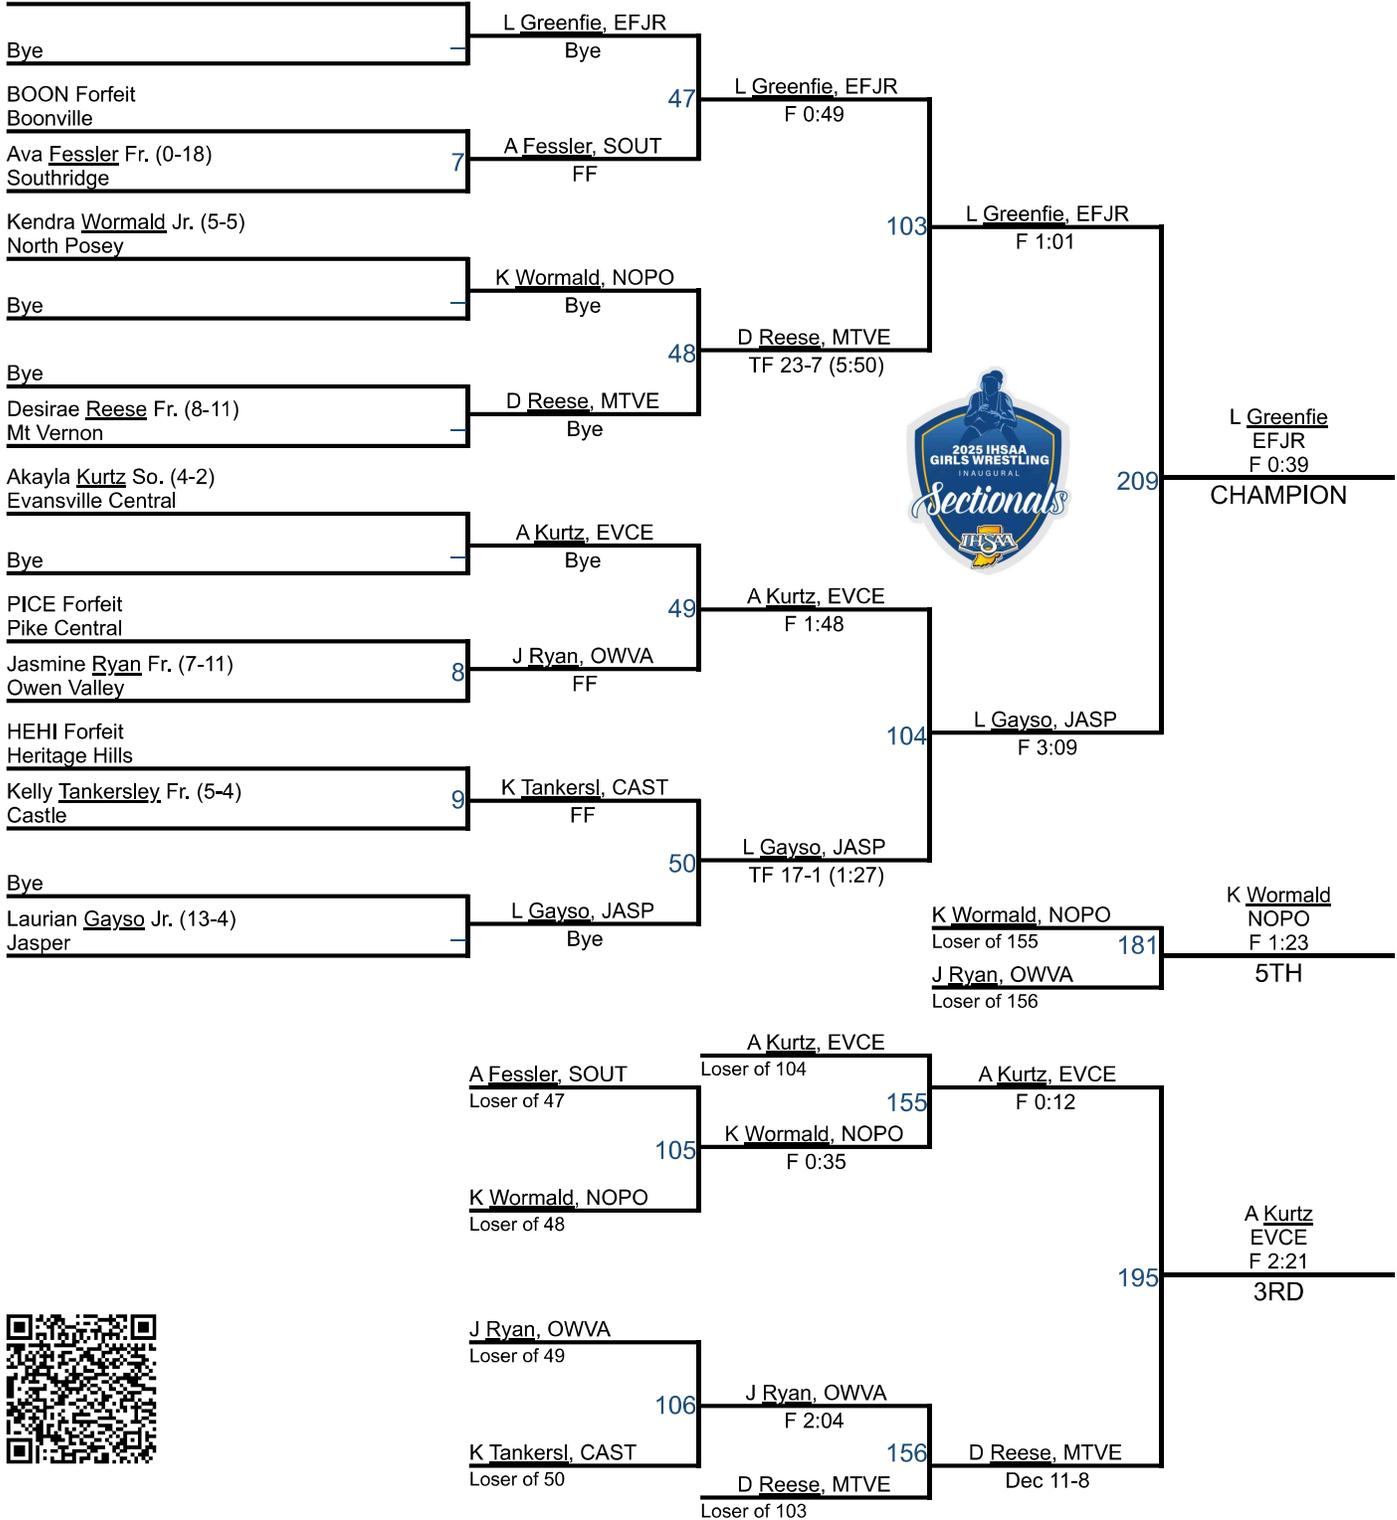 Bye
BOON Forfeit
Boonville
Ava Fessler Fr. (0-18)
Southridge
7
Kendra Wormald Jr. (5-5)
North Posey
Bye
Bye
Desirae Reese Fr. (8-11)
Mt Vernon
Akayla Kurtz So. (4-2)
Evansville Central
Bye
PICE Forfeit
Pike Central
Jasmine Ryan Fr. (7-11)
Owen Valley
8
HEHI Forfeit
Heritage Hills
Kelly Tankersley Fr. (5-4)
Castle
9
Bye
Laurian Gayso Jr. (13-4)
Jasper
L Greenfie, EFJR
Bye
47
A Fessler, SOUT
FF
K Wormald, NOPO
Bye
48
D Reese, MTVE
Bye
A Kurtz, EVCE
Bye
49
J Ryan, OWVA
FF
K Tankersl, CAST
FF
50
L Gayso, JASP
Bye
L Greenfie, EFJR
F 0:49
103
D Reese, MTVE
TF 23-7 (5:50)
A Kurtz, EVCE
F 1:48
104
L Gayso, JASP
TF 17-1 (1:27)
L Greenfie, EFJR
F 1:01
2025 IHSAA
GIRLS WRESTLING
INAUGURAL
Sectionals
IHSAA
209
L Gayso, JASP
F 3:09
L Greenfie
EFJR
F 0:39
CHAMPION
K Wormald, NOPO
Loser of 155
181
J Ryan, OWVA
Loser of 156
K Wormald
NOPO
F 1:23
5TH
A Fessler, SOUT
Loser of 47
105
K Wormald, NOPO
Loser of 48
A Kurtz, EVCE
Loser of 104
155
K Wormald, NOPO
F 0:35
A Kurtz, EVCE
F 0:12
195
J Ryan, OWVA
Loser of 49
106
K Tankersl, CAST
Loser of 50
J Ryan, OWVA
F 2:04
156
D Reese, MTVE
Loser of 103
D Reese, MTVE
Dec 11-8
A Kurtz
EVCE
F 2:21
3RD